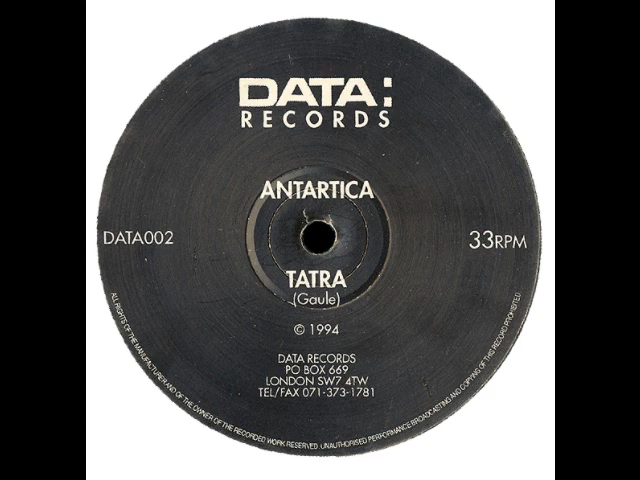 DATA:
RECORDS
ANTARTICA
DATA002
33RPM
TATRA
(Gaule)
© 1994
DATA RECORDS
PO BOX 669
LONDON SW7 4TW
TEL/FAX 071-373-1781
ALL RIGHTS OF THE MANUFACTURER AND OF THE OWNER OF THE RECORDED WORK RESERVED. UNAUTHORISED PERFORMANCE BROADCASTING AND COPYING OF THIS RECORD PROHIBITED